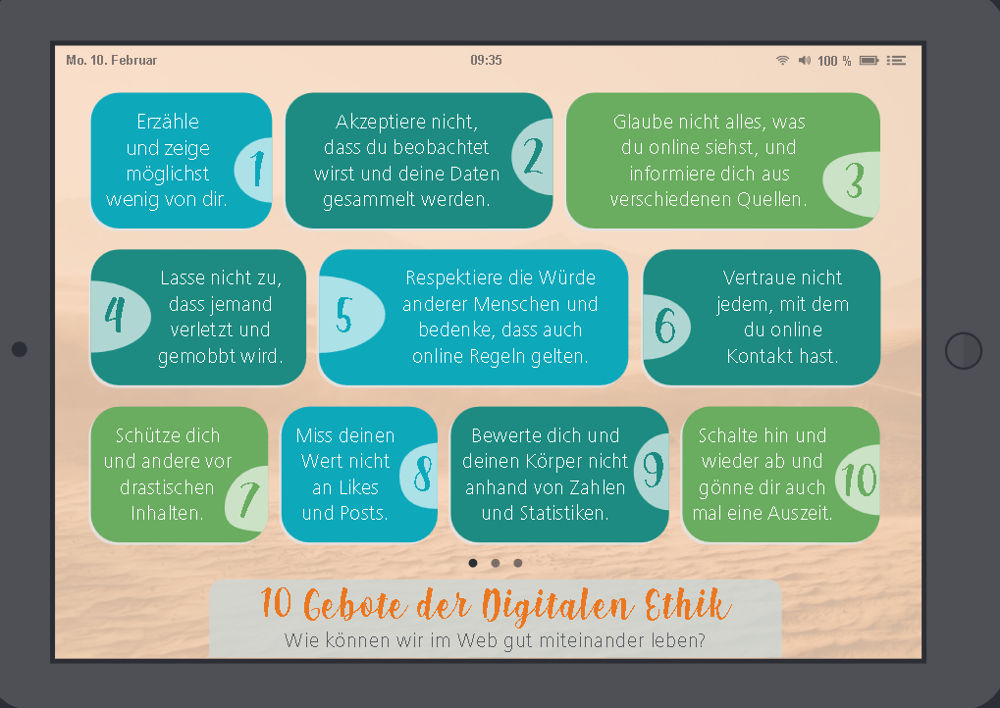 Mo. 10. Februar
09:35
100 %
Erzähle
und zeige
möglichst
wenig von dir.
1
Akzeptiere nicht,
dass du beobachtet
wirst und deine Daten
gesammelt werden.
2
Glaube nicht alles, was
du online siehst, und
informiere dich aus
verschiedenen Quellen.
3
4
Lasse nicht zu,
dass jemand
verletzt und
gemobbt wird.
5
Respektiere die Würde
anderer Menschen und
bedenke, dass auch
online Regeln gelten.
6
Vertraue nicht
jedem, mit dem
du online
Kontakt hast.
Schütze dich
und andere vor
drastischen
Inhalten.
7
Miss deinen
Wert nicht
an Likes
und Posts.
8
Bewerte dich und
deinen Körper nicht
anhand von Zahlen
und Statistiken.
9
Schalte hin und
wieder ab und
gönne dir auch
mal eine Auszeit.
10
10 Gebote der Digitalen Ethik
Wie können wir im Web gut miteinander leben?